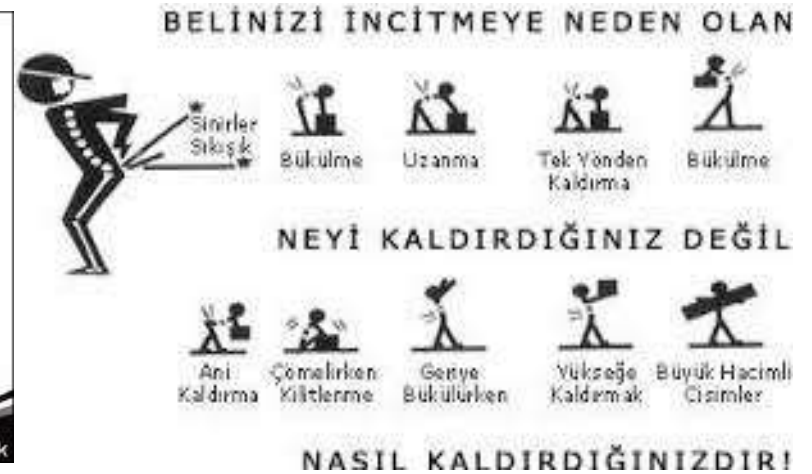 BELİNİZİ İNCİTMEYE NEDEN OLAN
Sinirler
Sıkışık
Bükülme
Uzanma
Tek Yönden
Kaldırma
Bükülme
NEYİ KALDIRDIĞINIZ DEĞİL
Ani
Kaldırma
Çömelirken
Kilitlenme
Geriye
Bükülürken
Yükseğe
Kaldırmak
Büyük Hacimli
Cisimler
k
NASIL KALDIRDIĞINIZDIR!